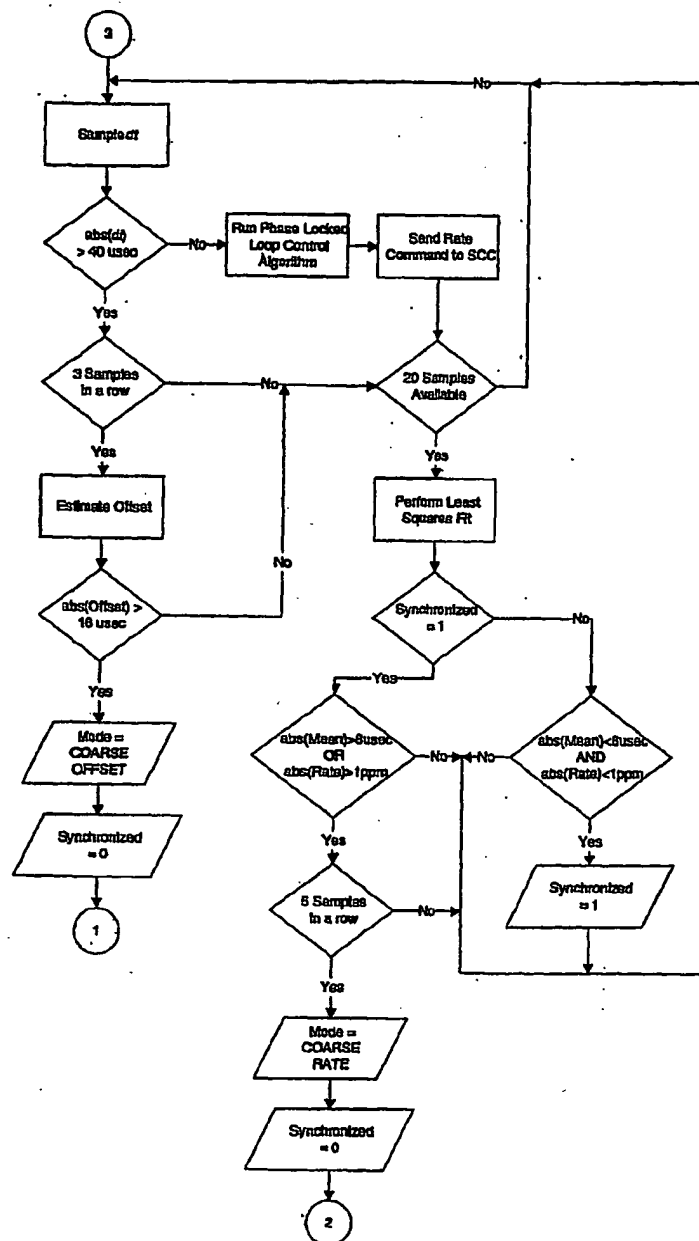 3
No
Sample dt
abs(dt)
> 40 usec
No
Run Phase Locked
Loop Control
Algorithm
Send Rate
Command to SCC
Yes
3 Samples
in a row
No
20 Samples
Available
Yes
Yes
Estimate Offset
Perform Least
Squares Fit
No
abs(Offset) >
16 usec
Synchronized
= 1
No
Yes
Yes
Mode =
COARSE
OFFSET
abs(Mean)>8usec
OR
abs(Rate)>1ppm
No
No
abs(Mean)<8usec
AND
abs(Rate)<1ppm
Synchronized
= 0
Yes
Yes
1
5 Samples
in a row
No
Synchronized
= 1
Yes
Mode =
COARSE
RATE
Synchronized
= 0
2